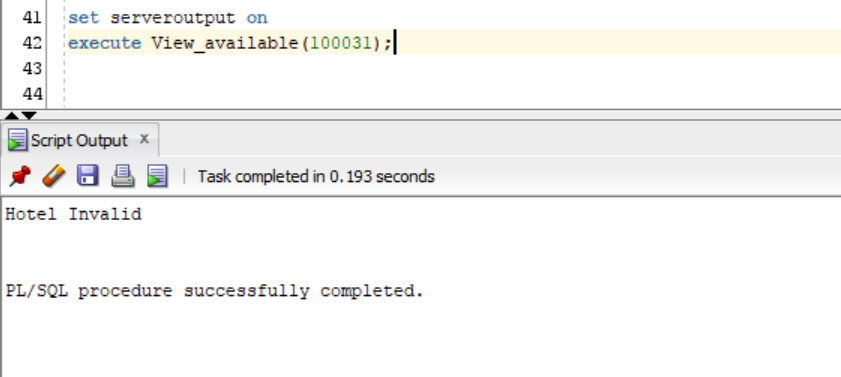 41 set serveroutput on
42 execute View_available(100031);
43
44
Script Output x
Task completed in 0.193 seconds
Hotel Invalid
PL/SQL procedure successfully completed.